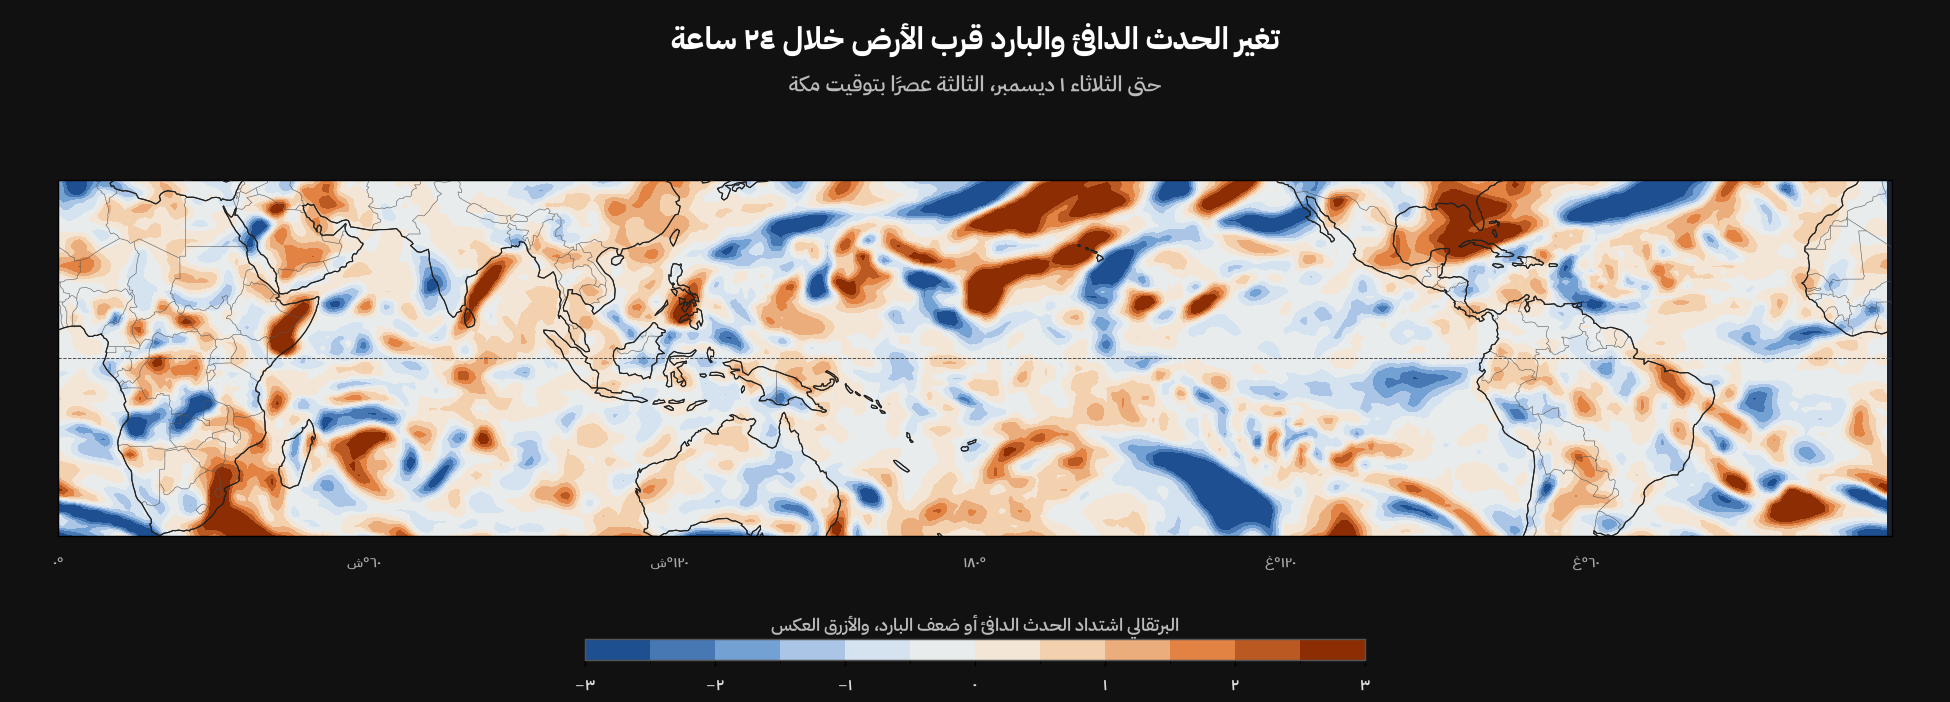 تغير الحدث الدافئ والبارد قرب الأرض خلال ٢٤ ساعة
حتى الثلاثاء ١ ديسمبر، الثالثة عصرًا بتوقيت مكة
٠° ٦٠°ش ١٢٠°ش ١٨٠° ١٢٠°غ ٦٠°غ
البرتقالي اشتداد الحدث الدافئ أو ضعف البارد، والأزرق العكس
−٣ −٢ −١ ٠ ١ ٢ ٣